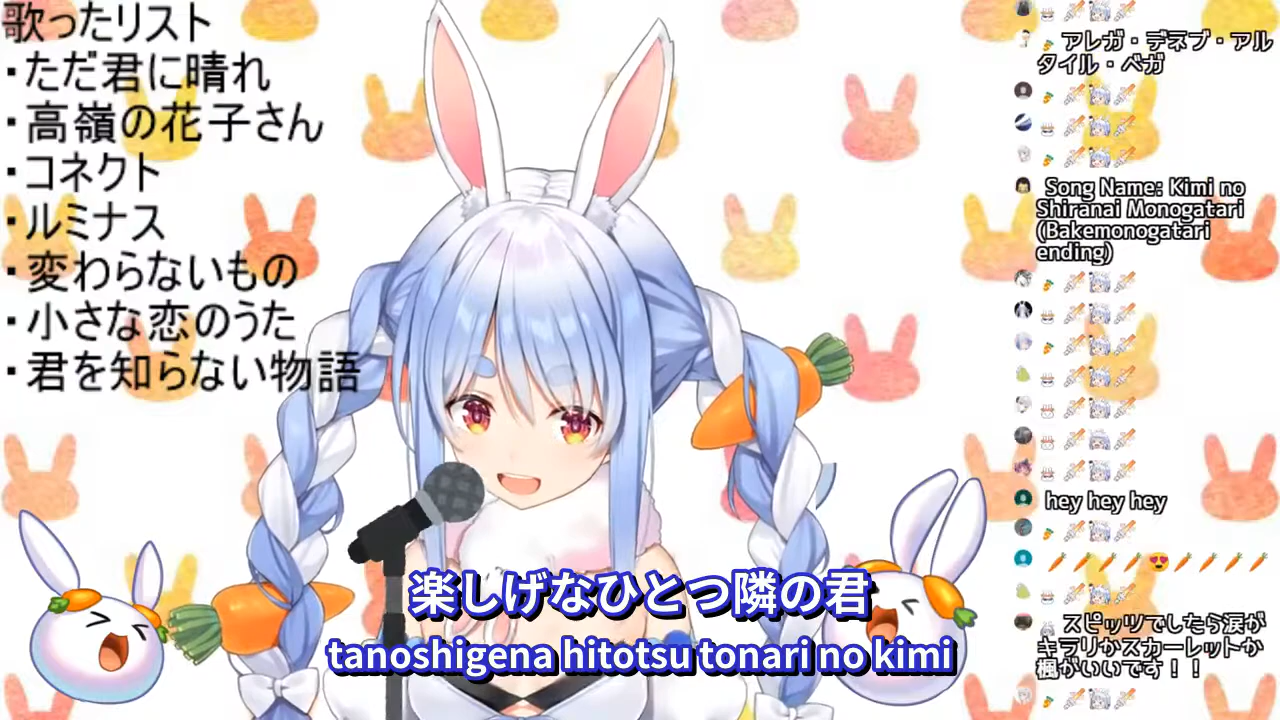 歌ったリスト
・ただ君に晴れ
・高嶺の花子さん
・コネクト
・ルミナス
・変わらないもの
・小さな恋のうた
・君を知らない物語
アレガ・デネブ・アル
タイル・ベガ
Song Name: Kimi no
Shiranai Monogatari
(Bakemonogatari
ending)
hey hey hey
スピッツでしたら涙が
キラリかスカーレットか
楓がいいです！！
楽しげなひとつ隣の君
tanoshigena hitotsu tonari no kimi